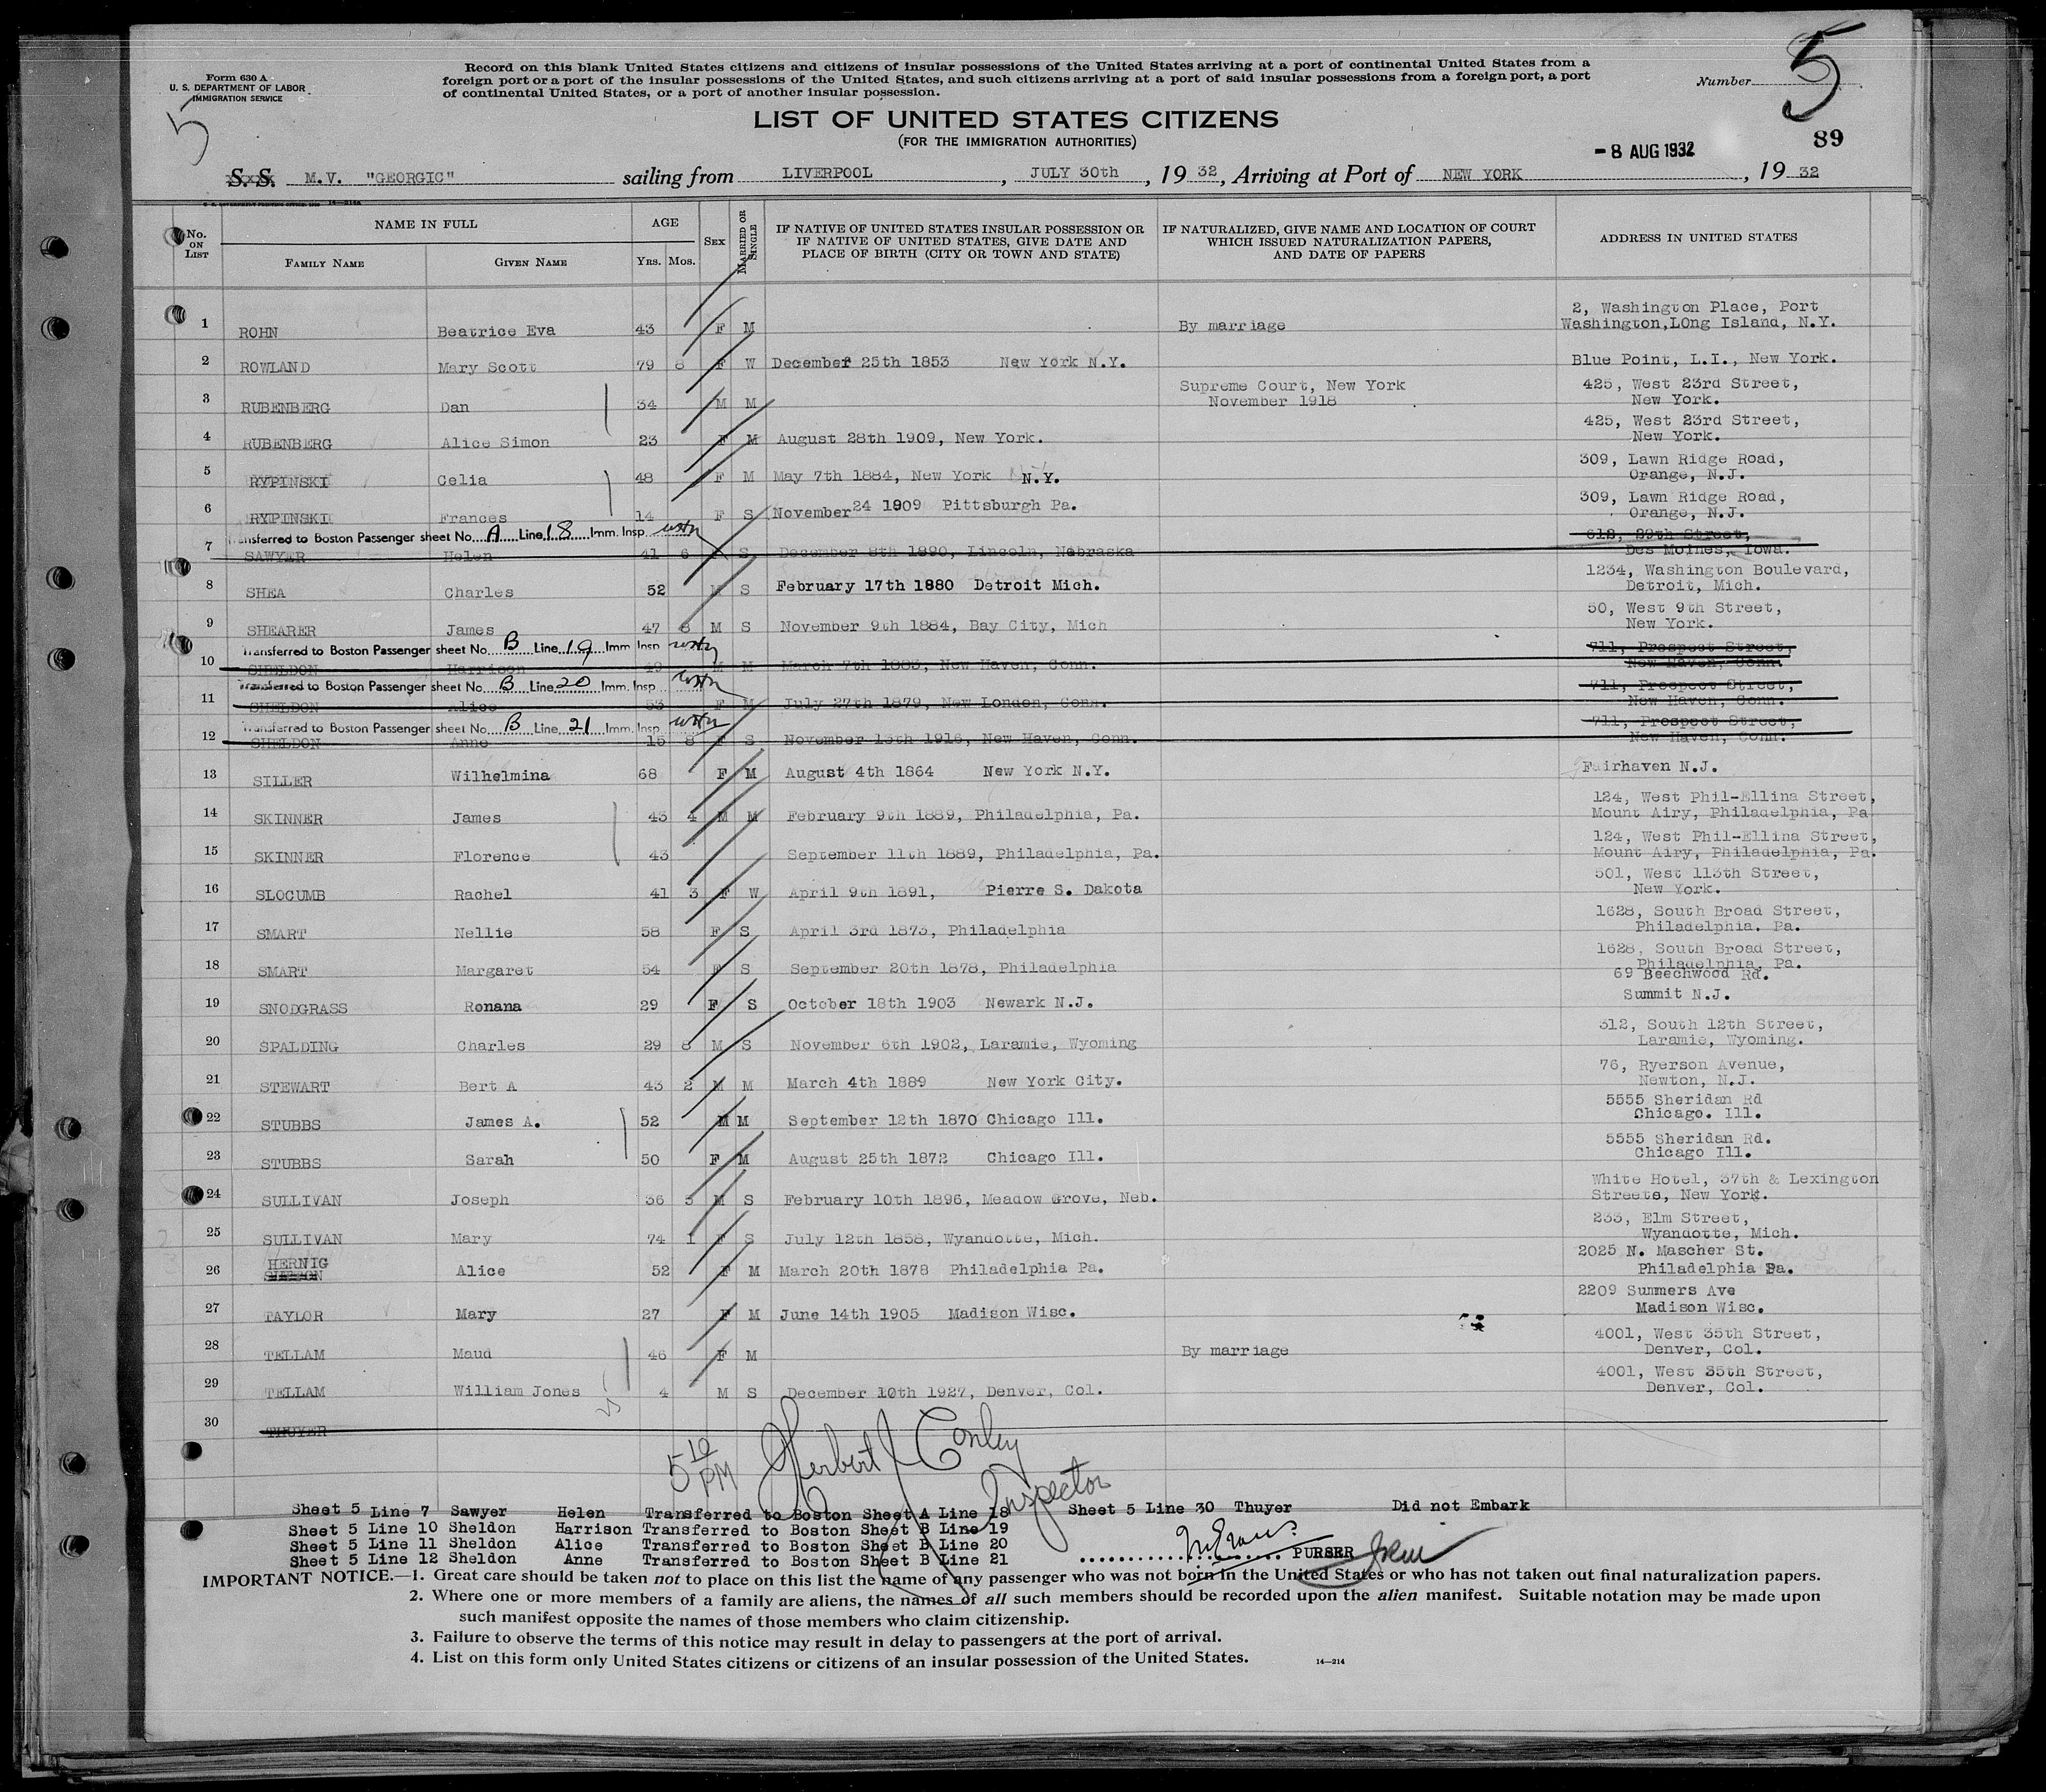 Form 630 A
U. S. DEPARTMENT OF LABOR
IMMIGRATION SERVICE
5
Record on this blank United States citizens and citizens of insular possessions of the United States arriving at a port of continental United States from a
foreign port or a port of the insular possessions of the United States, and such citizens arriving at a port of said insular possessions from a foreign port, a port
of continental United States, or a port of another insular possession.
Number 5
LIST OF UNITED STATES CITIZENS
(FOR THE IMMIGRATION AUTHORITIES)
89
-8 AUG 1932
S. S. M.V. "GEORGIC" sailing from LIVERPOOL, JULY 30th, 19 32, Arriving at Port of NEW YORK, 19 32
No. ON LIST
NAME IN FULL
FAMILY NAME GIVEN NAME
AGE
YRS. MOS.
SEX
MARRIED OR SINGLE
IF NATIVE OF UNITED STATES INSULAR POSSESSION OR
IF NATIVE OF UNITED STATES, GIVE DATE AND
PLACE OF BIRTH (CITY OR TOWN AND STATE)
IF NATURALIZED, GIVE NAME AND LOCATION OF COURT
WHICH ISSUED NATURALIZATION PAPERS,
AND DATE OF PAPERS
ADDRESS IN UNITED STATES
2, Washington Place, Port
1 ROHN Beatrice Eva 43 F M By marriage Washington,LOng Island, N.Y.
2 ROWLAND Mary Scott 79 8 F W December 25th 1853 New York N.Y. Blue Point, L.I., New York.
Supreme Court, New York 425, West 23rd Street,
3 RUBENBERG Dan 34 M M November 1918 New York.
425, West 23rd Street,
4 RUBENBERG Alice Simon 23 F M August 28th 1909, New York. New York.
309, Lawn Ridge Road,
5 RYPINSKI Celia 48 F M May 7th 1884, New York N.Y. Orange, N.J.
309, Lawn Ridge Road,
6 RYPINSKI Frances 14 F S November 24 1909 Pittsburgh Pa. Orange, N.J.
Transferred to Boston Passenger sheet No. A Line 18 Imm. Insp 612, 29th Street,
7 SAWYER Helen 41 6 F S December 8th 1890, Lincoln, Nebraska Des Moines, Iowa.
1234, Washington Boulevard,
8 SHEA Charles 52 M S February 17th 1880 Detroit Mich. Detroit, Mich.
50, West 9th Street,
9 SHEARER James 47 8 M S November 9th 1884, Bay City, Mich New York.
Transferred to Boston Passenger sheet No. B Line 19 Imm Insp 711, Prospect Street,
10 SHELDON Harrison 49 M M March 7th 1883, New Haven, Conn. New Haven, Conn.
Transferred to Boston Passenger sheet No. B Line 20 Imm. Insp 711, Prospect Street,
11 SHELDON Alice 53 F M July 27th 1879, New London, Conn. New Haven, Conn.
Transferred to Boston Passenger sheet No. B Line 21 Imm. Insp 711, Prospect Street,
12 SHELDON Anne 15 8 F S November 13th 1916, New Haven, Conn. New Haven, Conn.
13 SILLER Wilhelmina 68 F M August 4th 1864 New York N.Y. Fairhaven N.J.
124, West Phil-Ellina Street,
14 SKINNER James 43 4 M M February 9th 1889, Philadelphia, Pa. Mount Airy, Philadelphia, Pa
124, West Phil-Ellina Street,
15 SKINNER Florence 43 September 11th 1889, Philadelphia, Pa. Mount Airy, Philadelphia, Pa.
501, West 113th Street,
16 SLOCUMB Rachel 41 3 F W April 9th 1891, Pierre S. Dakota New York.
1628, South Broad Street,
17 SMART Nellie 58 F S April 3rd 1873, Philadelphia Philadelphia. Pa.
1628, South Broad Street,
18 SMART Margaret 54 F S September 20th 1878, Philadelphia Philadelphia, Pa.
69 Beechwood Rd.
19 SNODGRASS Ronana 29 F S October 18th 1903 Newark N.J. Summit N.J.
312, South 12th Street,
20 SPALDING Charles 29 8 M S November 6th 1902, Laramie, Wyoming Laramie, Wyoming.
76, Ryerson Avenue,
21 STEWART Bert A 43 2 M M March 4th 1889 New York City. Newton, N.J.
5555 Sheridan Rd
22 STUBBS James A. 52 M M September 12th 1870 Chicago Ill. Chicago. Ill.
5555 Sheridan Rd.
23 STUBBS Sarah 50 F M August 25th 1872 Chicago Ill. Chicago Ill.
White Hotel, 37th & Lexington
24 SULLIVAN Joseph 36 5 M S February 10th 1896, Meadow Grove, Neb. Streets, New York.
233, Elm Street,
25 SULLIVAN Mary 74 1 F S July 12th 1858, Wyandotte, Mich. Wyandotte, Mich.
HERNIG 2025 N. Mascher St.
26 Alice 52 F M March 20th 1878 Philadelphia Pa. Philadelphia Pa.
2209 Summers Ave
27 TAYLOR Mary 27 F M June 14th 1905 Madison Wisc. Madison Wisc.
4001, West 35th Street,
28 TELLAM Maud 46 F M By marriage Denver, Col.
4001, West 35th Street,
29 TELLAM William Jones 4 M S December 10th 1927, Denver, Col. Denver, Col.
30 THUYER
5 10 PM Herbert J Conley
Inspector
Sheet 5 Line 7 Sawyer Helen Transferred to Boston Sheet A Line 18 Sheet 5 Line 30 Thuyer Did not Embark
Sheet 5 Line 10 Sheldon Harrison Transferred to Boston Sheet B Line 19
Sheet 5 Line 11 Sheldon Alice Transferred to Boston Sheet B Line 20
Sheet 5 Line 12 Sheldon Anne Transferred to Boston Sheet B Line 21 PURSER
IMPORTANT NOTICE.—1. Great care should be taken not to place on this list the name of any passenger who was not born in the United States or who has not taken out final naturalization papers.
2. Where one or more members of a family are aliens, the names of all such members should be recorded upon the alien manifest. Suitable notation may be made upon
such manifest opposite the names of those members who claim citizenship.
3. Failure to observe the terms of this notice may result in delay to passengers at the port of arrival.
4. List on this form only United States citizens or citizens of an insular possession of the United States. 14—214